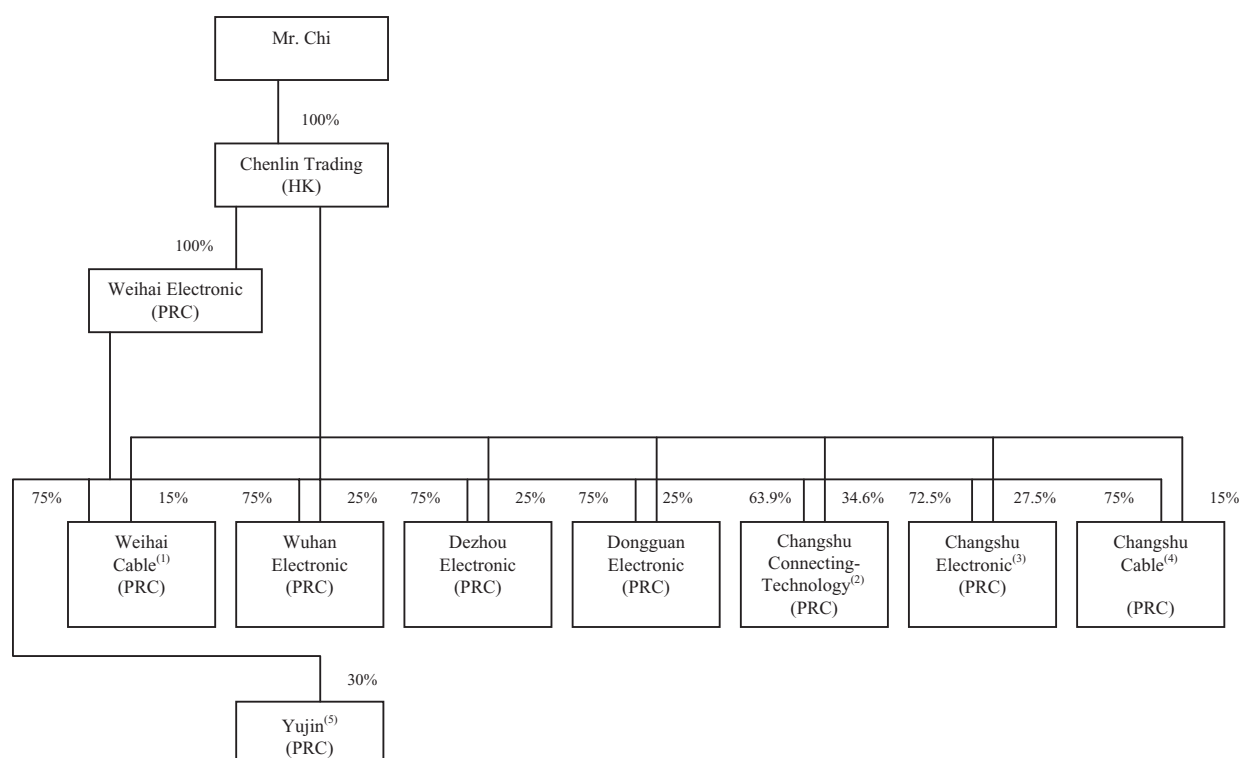 Mr. Chi
100%
Chenlin Trading
(HK)
100%
Weihai Electronic
(PRC)
75% 15% 75% 25% 75% 25% 75% 25% 63.9% 34.6% 72.5% 27.5% 75% 15%
Weihai
Cable(1)
(PRC)
Wuhan
Electronic
(PRC)
Dezhou
Electronic
(PRC)
Dongguan
Electronic
(PRC)
Changshu
Connecting-
Technology(2)
(PRC)
Changshu
Electronic(3)
(PRC)
Changshu
Cable(4)
(PRC)
30%
Yujin(5)
(PRC)